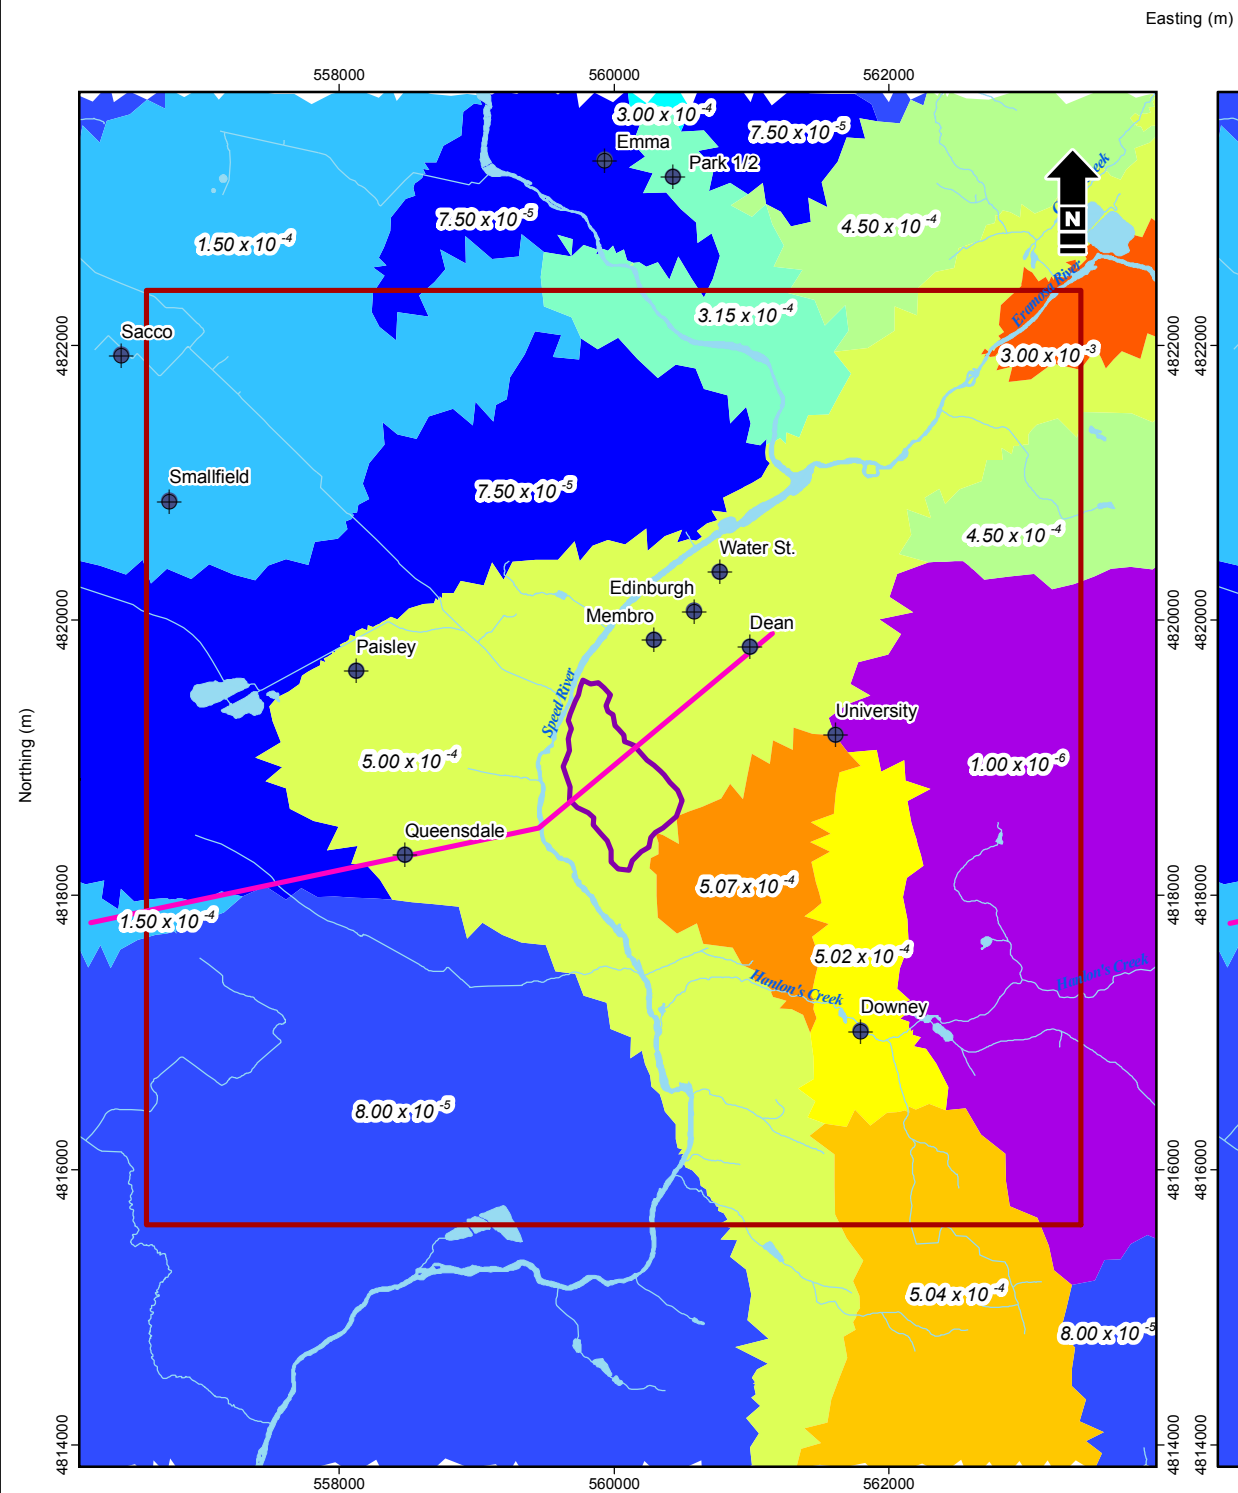 Easting (m)
558000
560000
562000
3.00 x 10 -4
7.50 x 10 -5
Emma
Park 1/2
7.50 x 10 -5
1.50 x 10 -4
4.50 x 10 -4
N
Eramosa River
3.15 x 10 -4
Sacco
3.00 x 10 -3
4822000
4822000
4822000
Smallfield
7.50 x 10 -5
4.50 x 10 -4
Water St.
Edinburgh
Membro
Dean
4820000
4820000
4820000
Paisley
Speed River
University
Northing (m)
5.00 x 10 -4
1.00 x 10 -6
Queensdale
5.07 x 10 -4
4818000
4818000
4818000
1.50 x 10 -4
5.02 x 10 -4
Hanlon's Creek
Hanlon's Creek
Downey
8.00 x 10 -5
4816000
4816000
4816000
5.04 x 10 -4
8.00 x 10 -5
4814000
4814000
4814000
558000
560000
562000